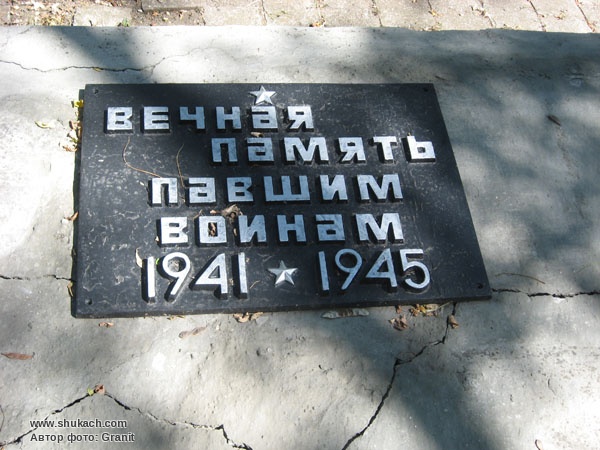 вечная
память
павшим
воинам
1941 ★ 1945
www.shukach.com
Автор фото: Granit